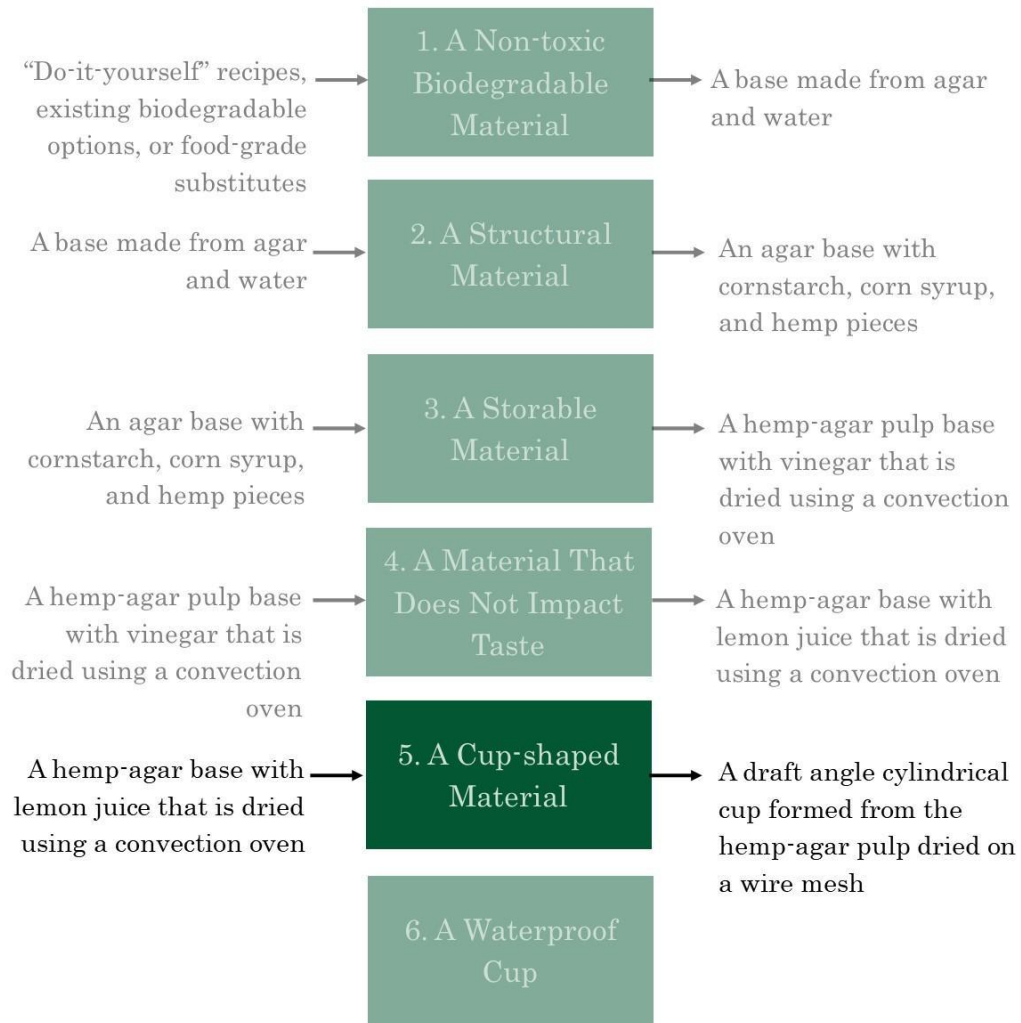 “Do-it-yourself” recipes,
existing biodegradable
options, or food-grade
substitutes
1. A Non-toxic
Biodegradable
Material
A base made from agar
and water
A base made from agar
and water
2. A Structural
Material
An agar base with
cornstarch, corn syrup,
and hemp pieces
An agar base with
cornstarch, corn syrup,
and hemp pieces
3. A Storable
Material
A hemp-agar pulp base
with vinegar that is
dried using a convection
oven
A hemp-agar pulp base
with vinegar that is
dried using a convection
oven
4. A Material That
Does Not Impact
Taste
A hemp-agar base with
lemon juice that is dried
using a convection oven
A hemp-agar base with
lemon juice that is dried
using a convection oven
5. A Cup-shaped
Material
A draft angle cylindrical
cup formed from the
hemp-agar pulp dried on
a wire mesh
6. A Waterproof
Cup